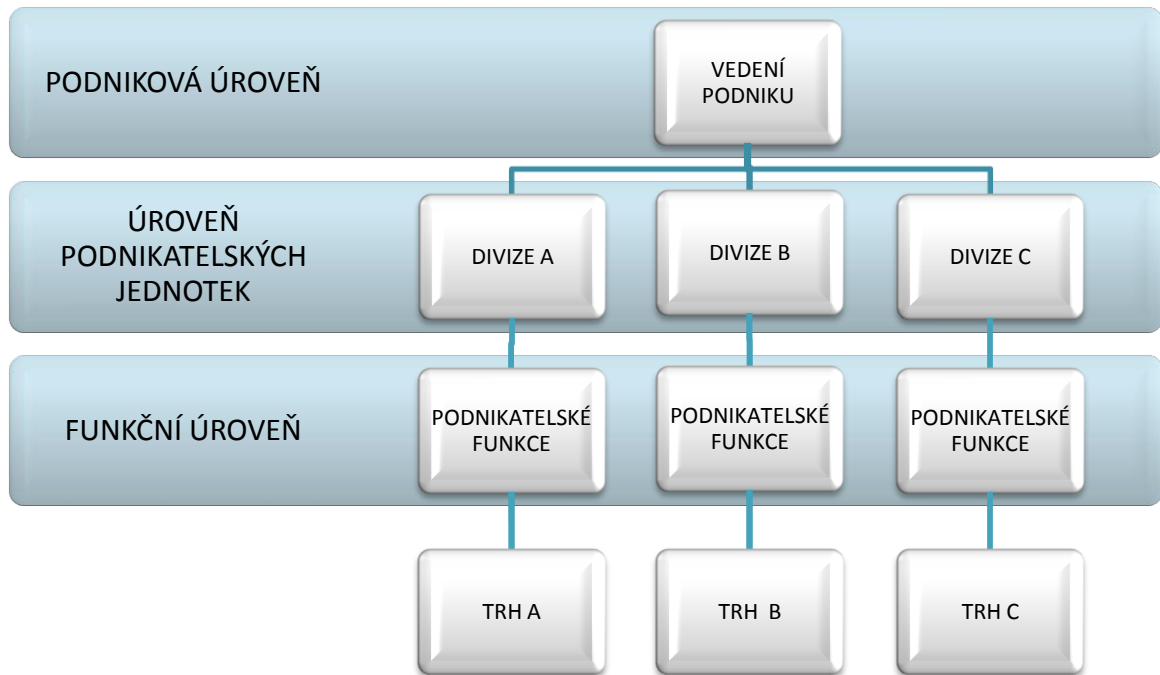 PODNIKOVÁ ÚROVEŇ
VEDENÍ
PODNIKU
ÚROVEŇ
PODNIKATELSKÝCH
JEDNOTEK
DIVIZE A
DIVIZE B
DIVIZE C
FUNKČNÍ ÚROVEŇ
PODNIKATELSKÉ
FUNKCE
PODNIKATELSKÉ
FUNKCE
PODNIKATELSKÉ
FUNKCE
TRH A
TRH B
TRH C